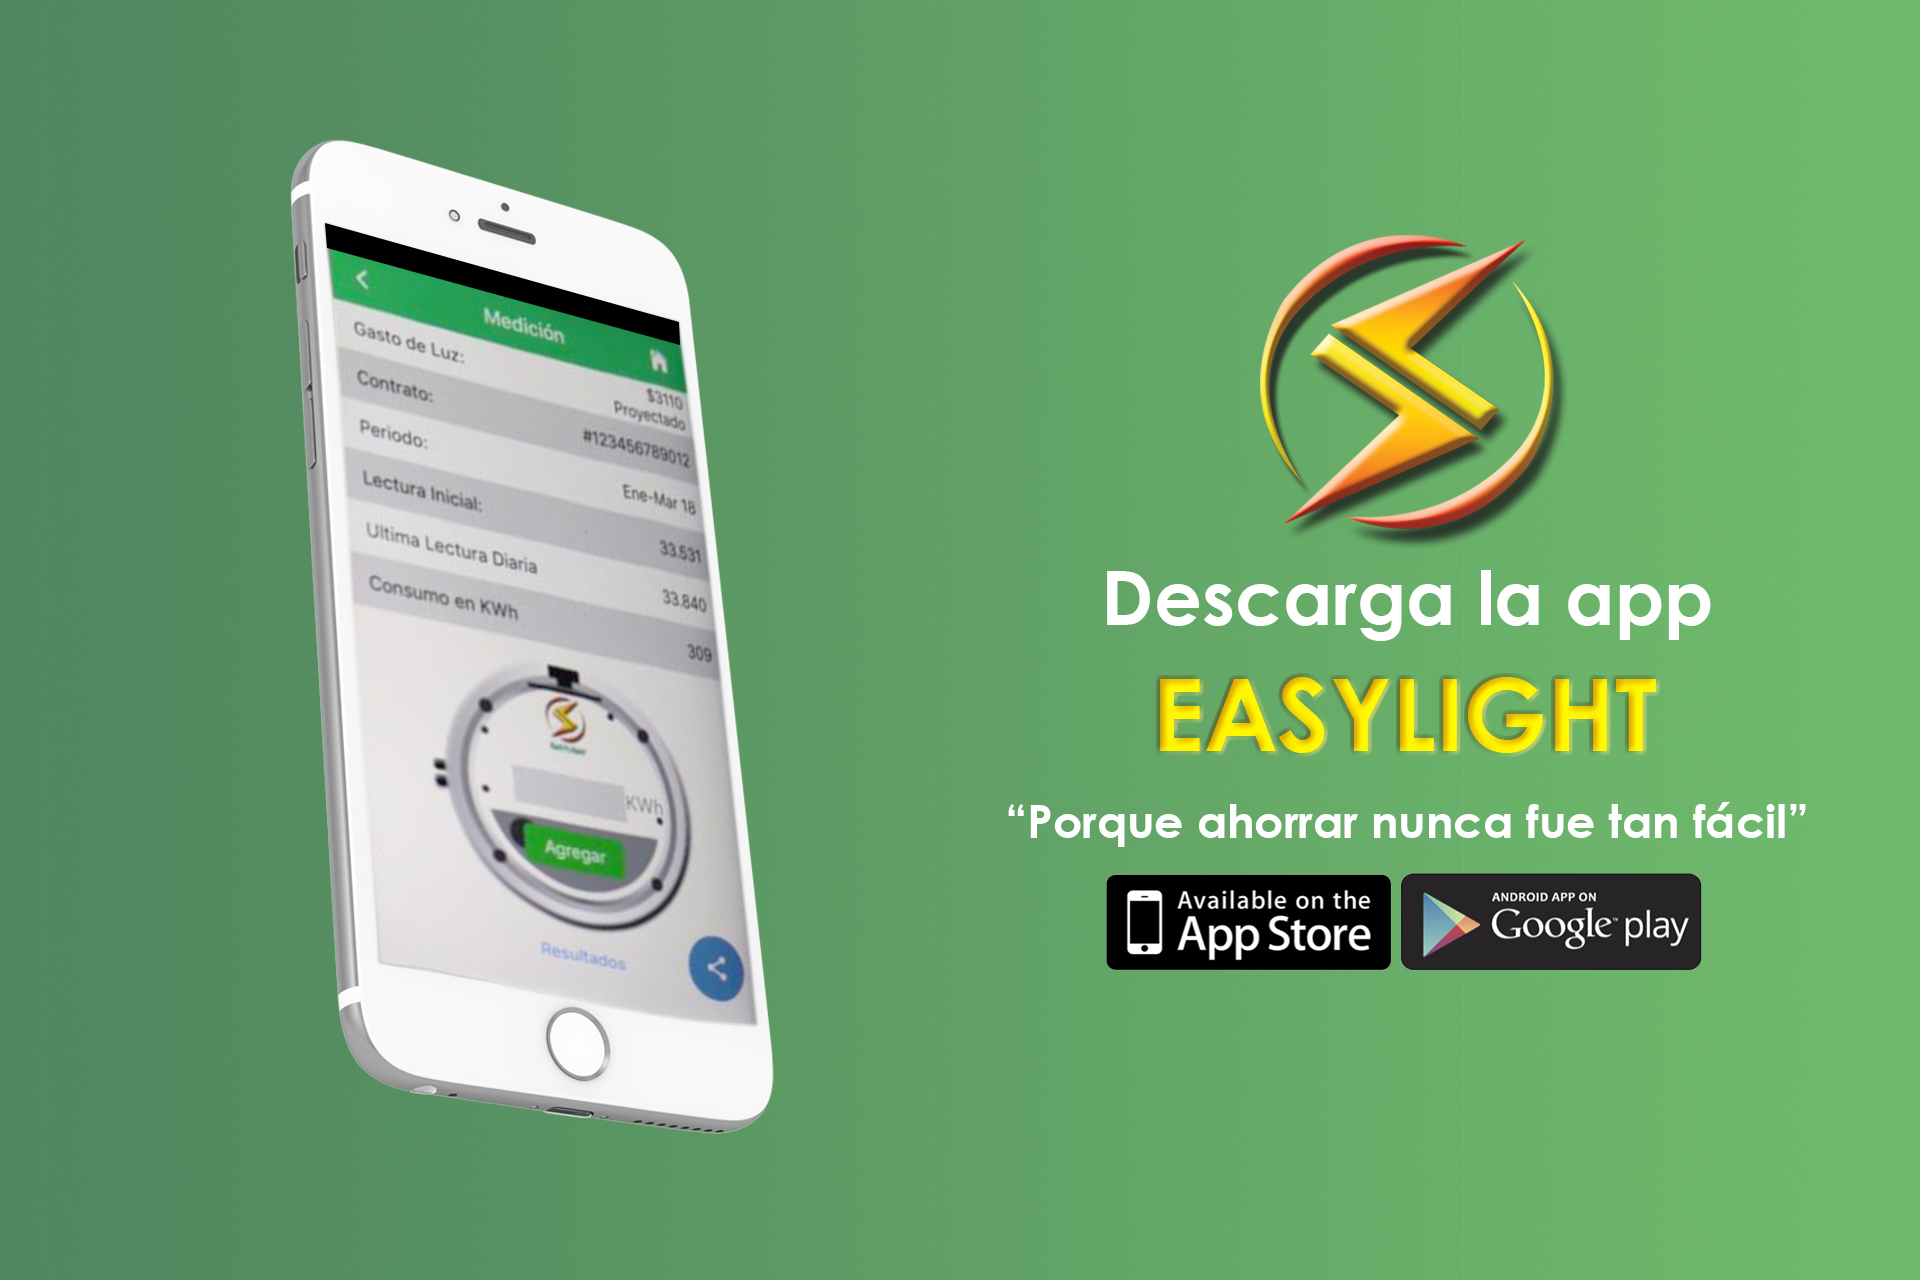 Medición
Gasto de Luz:
$3110
Proyectado
Contrato:
#123456789012
Periodo:
Ene-Mar 18
Lectura Inicial:
33.531
Ultima Lectura Diaria
33.840
Consumo en KWh
309
KWh
Agregar
Resultados
Descarga la app
EASYLIGHT
“Porque ahorrar nunca fue tan fácil”
Available on the
App Store
ANDROID APP ON
Google™ play